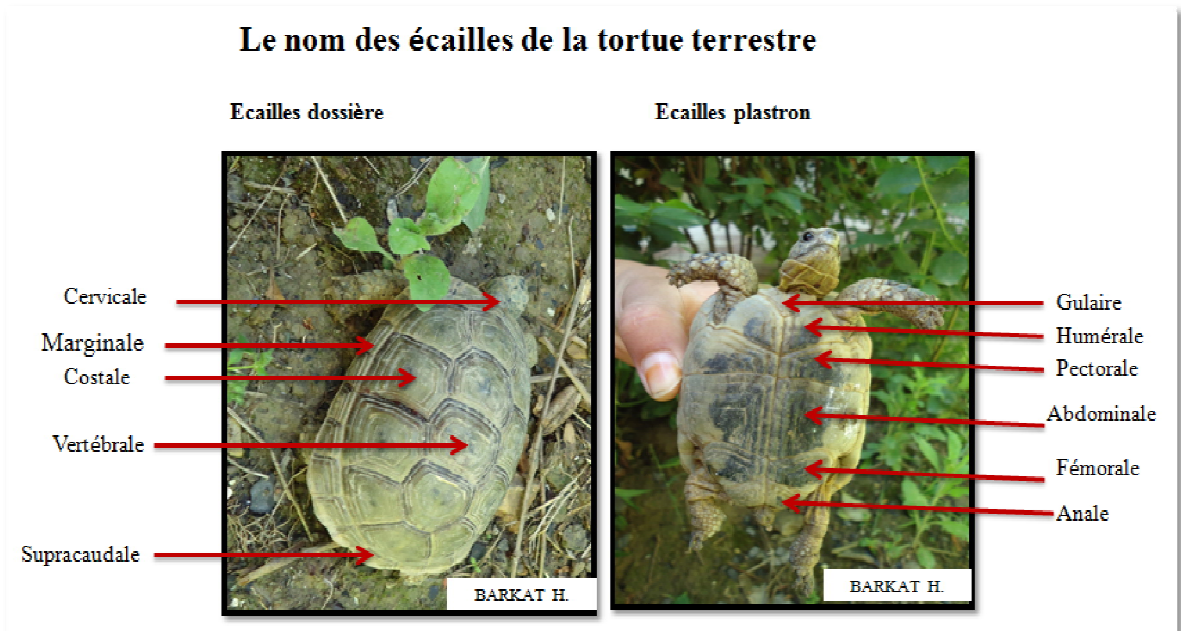 Le nom des écailles de la tortue terrestre
Ecailles dossière
Ecailles plastron
Cervicale
Marginale
Costale
Vertébrale
Supracaudale
BARKAT H.
Gulaire
Humérale
Pectorale
Abdominale
Fémorale
Anale
BARKAT H.